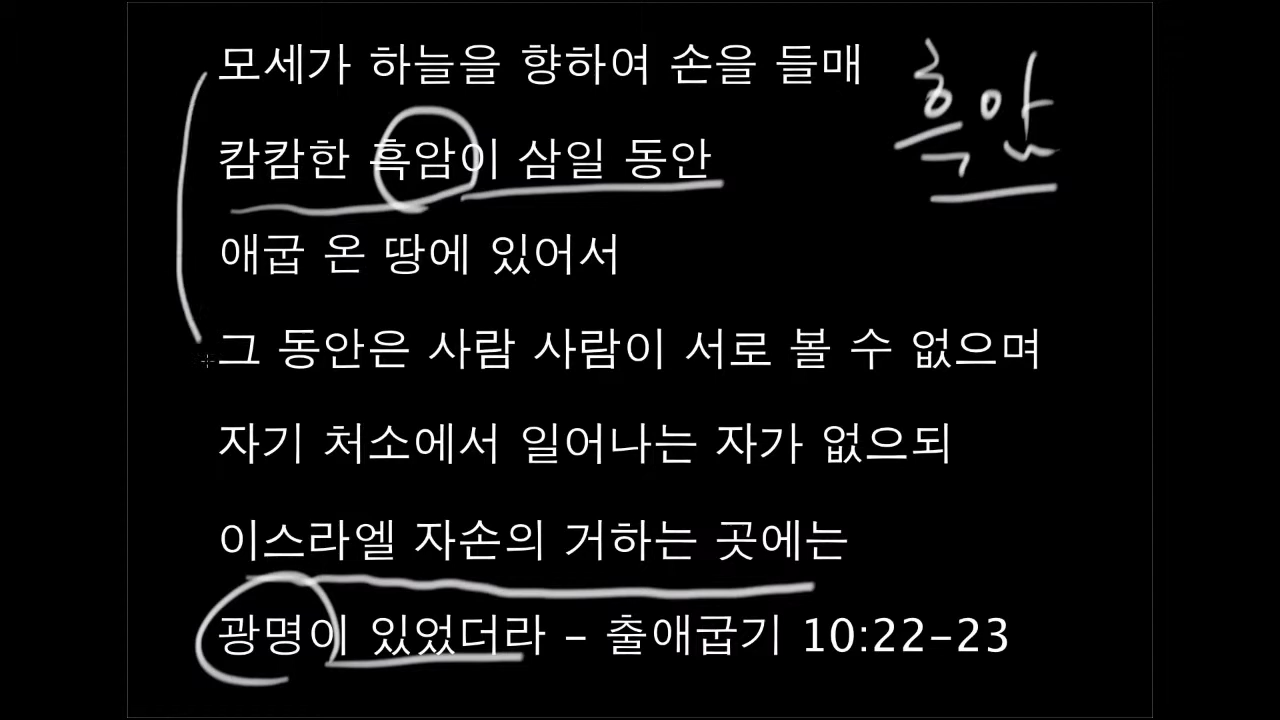 모세가 하늘을 향하여 손을 들매
흑암
캄캄한 흑암이 삼일 동안
애굽 온 땅에 있어서
그 동안은 사람 사람이 서로 볼 수 없으며
자기 처소에서 일어나는 자가 없으되
이스라엘 자손의 거하는 곳에는
광명이 있었더라 - 출애굽기 10:22-23